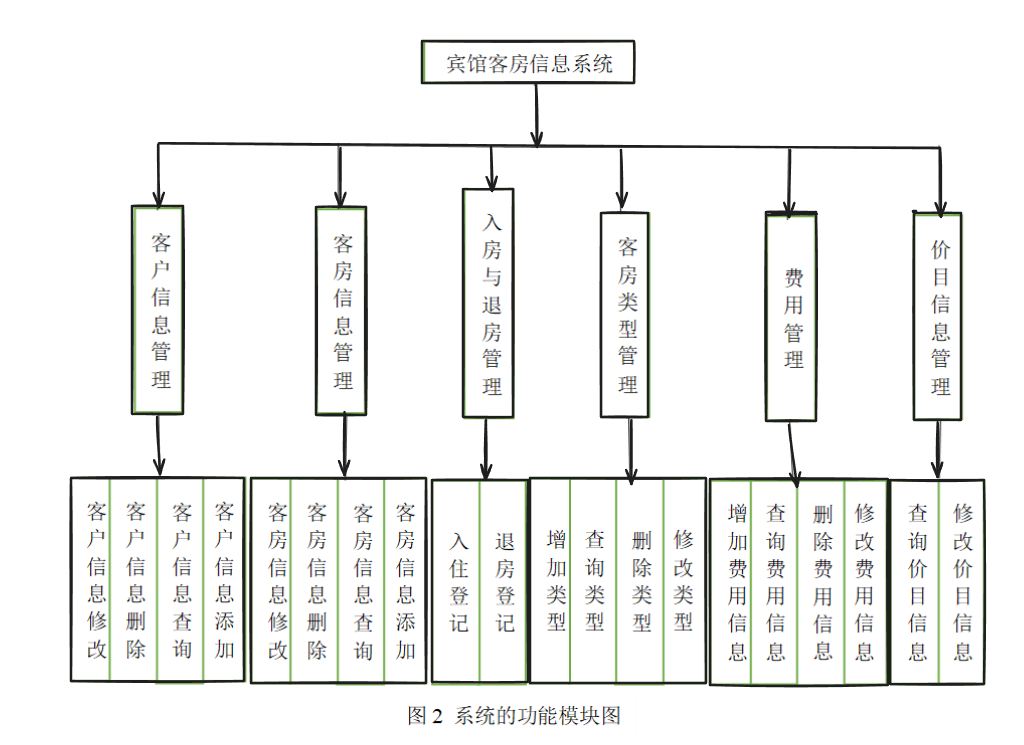 宾馆客房信息系统
客户信息管理
客房信息管理
入房与退房管理
客房类型管理
费用管理
价目信息管理
客户信息修改
客户信息删除
客户信息查询
客户信息添加
客房信息修改
客房信息删除
客房信息查询
客房信息添加
入住登记
退房登记
增加类型
查询类型
删除类型
修改类型
增加费用信息
查询费用信息
删除费用信息
修改费用信息
查询价目信息
修改价目信息
图 2 系统的功能模块图